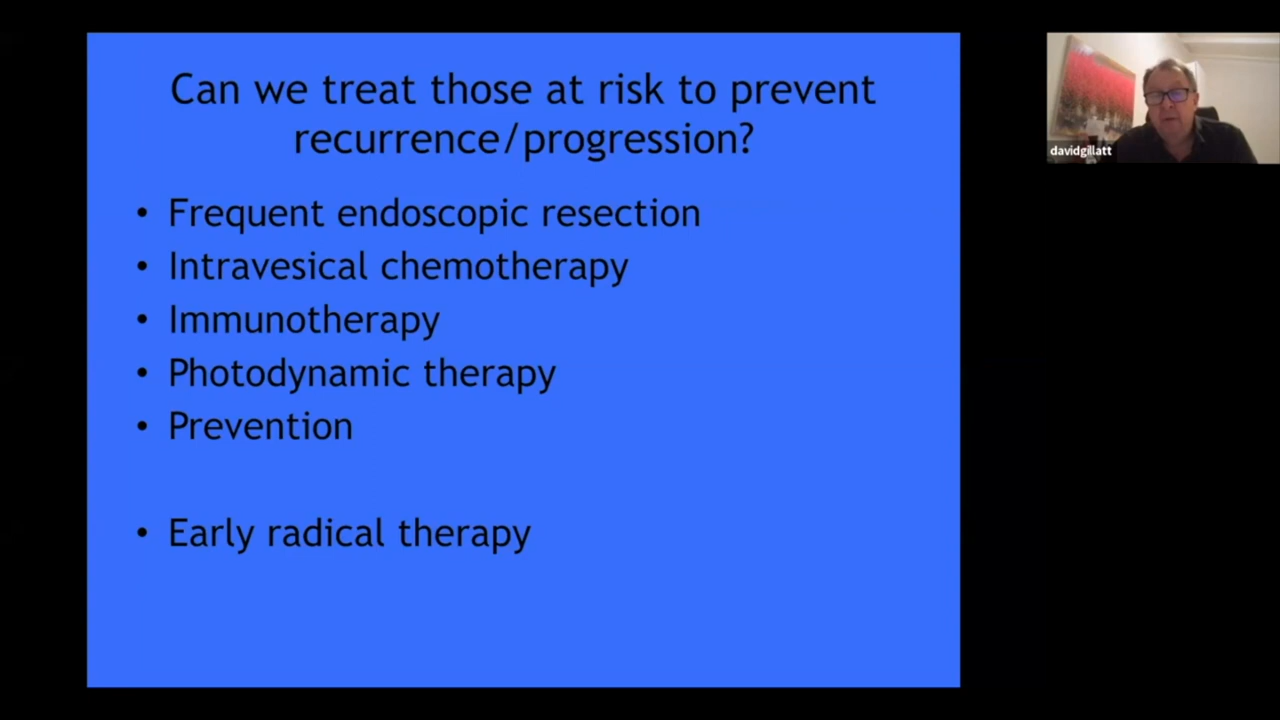 Can we treat those at risk to prevent
recurrence/progression?
• Frequent endoscopic resection
• Intravesical chemotherapy
• Immunotherapy
• Photodynamic therapy
• Prevention
• Early radical therapy
davidgillatt